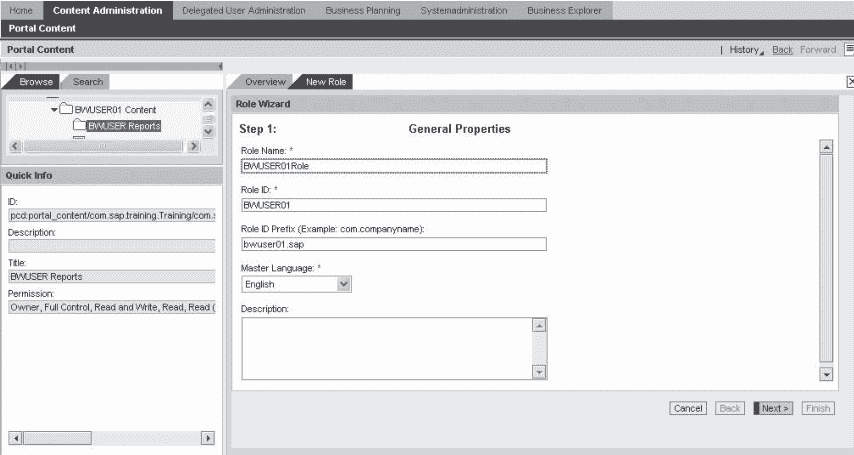 Home Content Administration Delegated User Administration Business Planning Systemadministration Business Explorer
Portal Content
Portal Content | History Back Forward
Browse Search
BWUSER01 Content
BWUSER Reports
Quick Info
ID:
pcd:portal_content/com.sap.training.Training/com.s
Description:
Title:
BWUSER Reports
Permission:
Owner, Full Control, Read and Write, Read, Read (
Overview New Role
Role Wizard
Step 1: General Properties
Role Name: *
BWUSER01Role
Role ID: *
BWUSER01
Role ID Prefix (Example: com.companyname):
bwuser01.sap
Master Language: *
English
Description:
Cancel Back Next > Finish